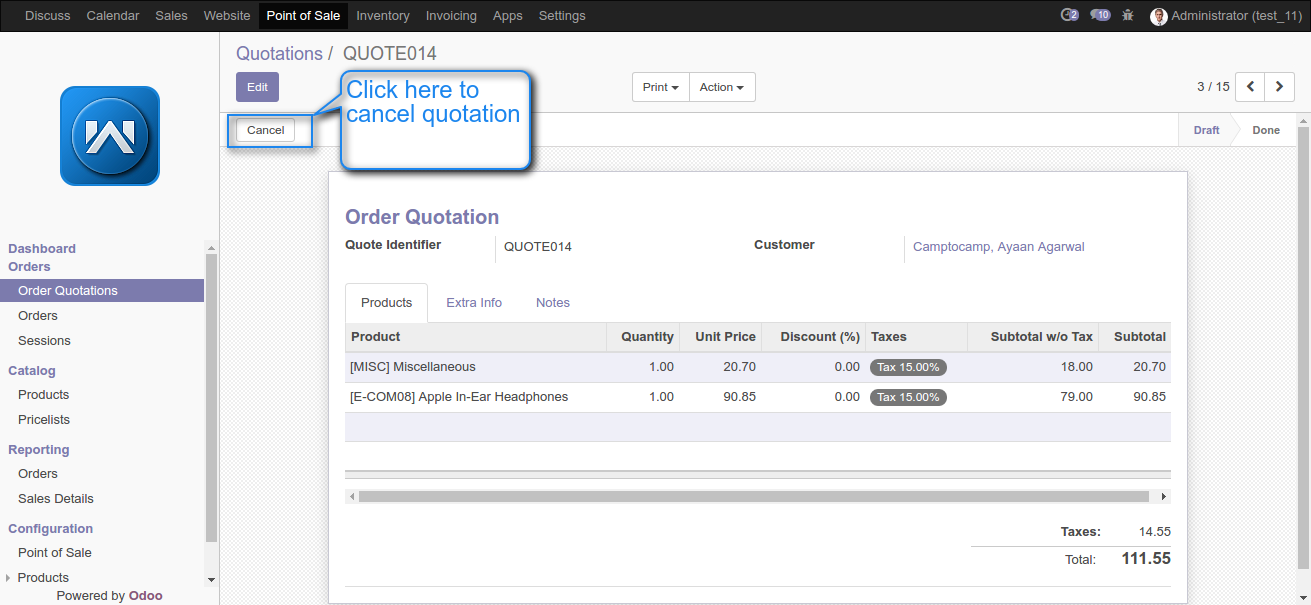 Discuss Calendar Sales Website Point of Sale Inventory Invoicing Apps Settings 2 10 Administrator (test_11)
Quotations / QUOTE014
Edit Print Action 3 / 15
Click here to
cancel quotation
Cancel Draft Done
Dashboard
Orders
Order Quotations
Orders
Sessions
Catalog
Products
Pricelists
Reporting
Orders
Sales Details
Configuration
Point of Sale
Products
Powered by Odoo
Order Quotation
Quote Identifier QUOTE014 Customer Camptocamp, Ayaan Agarwal
Products Extra Info Notes
Product Quantity Unit Price Discount (%) Taxes Subtotal w/o Tax Subtotal
[MISC] Miscellaneous 1.00 20.70 0.00 Tax 15.00% 18.00 20.70
[E-COM08] Apple In-Ear Headphones 1.00 90.85 0.00 Tax 15.00% 79.00 90.85
Taxes: 14.55
Total: 111.55